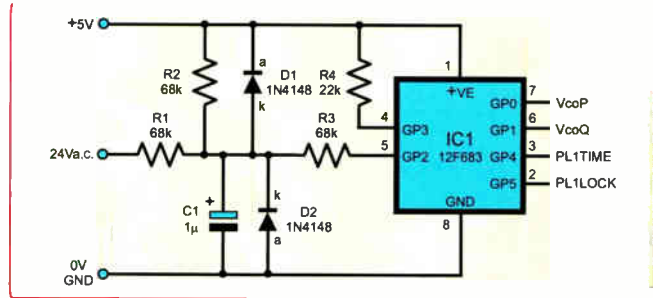 +5V
R2
68k
a
D1
1N4148
k
R4
22k
R1
68k
24Va.c.
R3
68k
1
+VE
4
GP3
5
GP2
IC1
12F683
GP0
7
VcoP
GP1
6
VcoQ
GP4
3
PL1TIME
GP5
2
PL1LOCK
GND
8
+
C1
1µ
k
D2
1N4148
a
0V
GND